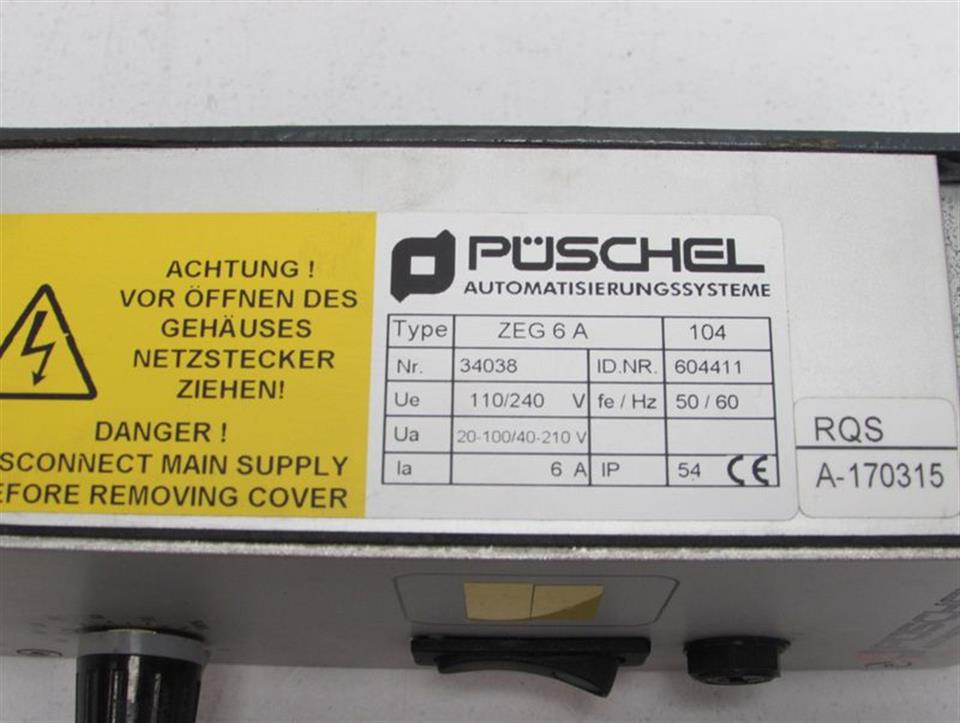 ACHTUNG !
VOR ÖFFNEN DES
GEHÄUSES
NETZSTECKER
ZIEHEN!
DANGER !
MAIN SUPPLY
REMOVING COVER
PÜSCHEL
AUTOMATISIERUNGSSYSTEME
Type ZEG 6 A 104
Nr. 34038 ID.NR. 604411
Ue 110/240 V fe / Hz 50 / 60
Ua 20-100/40-210 V
Ia 6 A IP 54 CE
RQS
A-170315